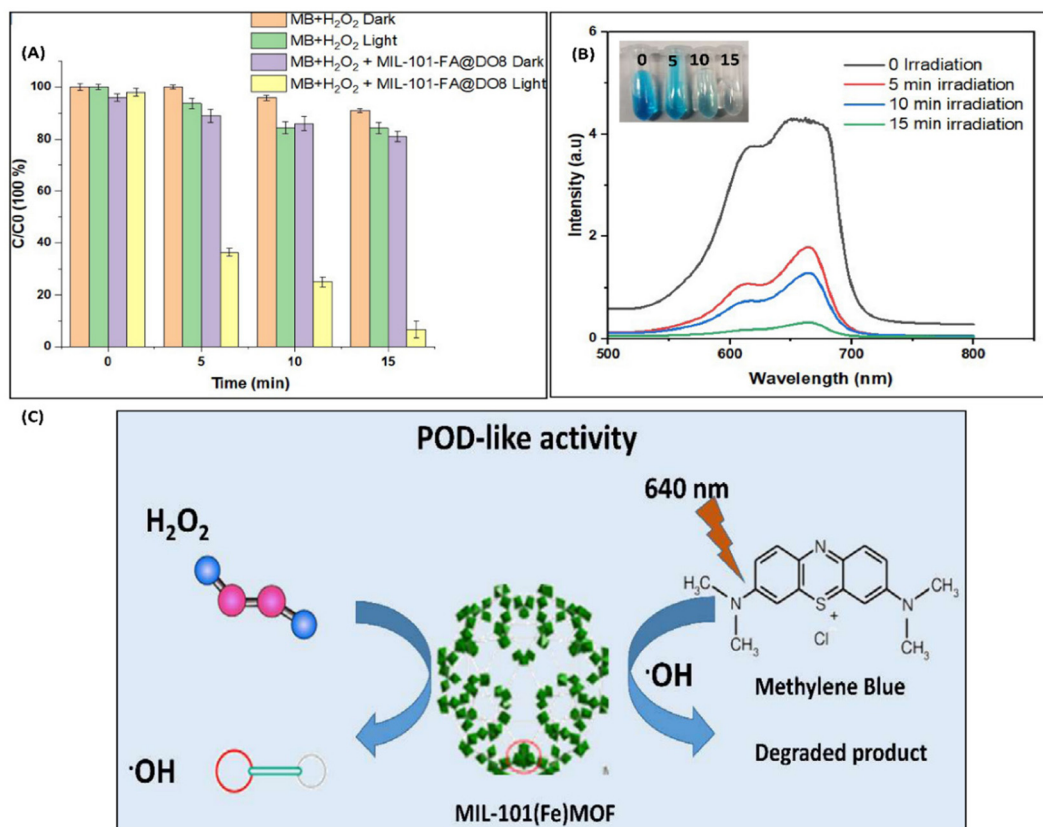 (A)
MB+H₂O₂ Dark
MB+H₂O₂ Light
MB+H₂O₂ + MIL-101-FA@DO8 Dark
MB+H₂O₂ + MIL-101-FA@DO8 Light
100
80
60
40
20
0
C/C0 (100 %)
0 5 10 15
Time (min)
(B)
0 5 10 15
0 Irradiation
5 min irradiation
10 min irradiation
15 min irradiation
6
4
2
0
Intensity (a.u)
500 600 700 800
Wavelength (nm)
(C)
POD-like activity
H₂O₂
·OH
MIL-101(Fe)MOF
640 nm
N
H₃C
N
S
+
N
CH₃
CH₃
Cl
CH₃
·OH
Methylene Blue
Degraded product